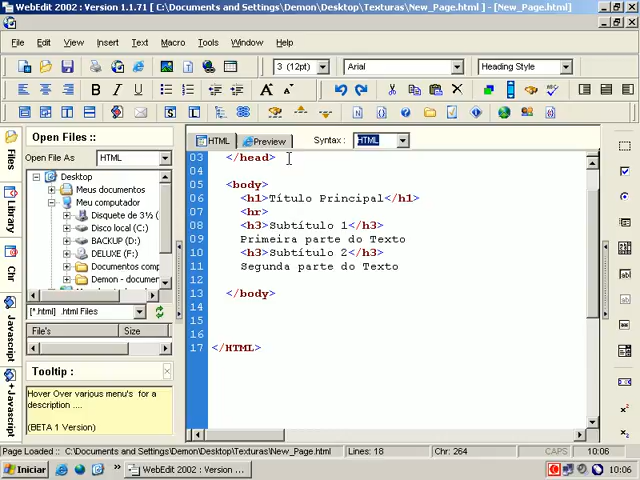 WebEdit 2002 : Version 1.1.71 [ C:\Documents and Settings\Demon\Desktop\Texturas\New_Page.html ] - [New_Page.html]
File Edit View Insert Text Macro Tools Window Help
3 (12pt) Arial Heading Style
B I U
S L
Files
Library
Chr
Javascript
+Javascript
Open Files :
Open File As HTML
Desktop
Meus documentos
Meu computador
Disquete de 3½ (
Disco local (C:)
BACKUP (D:)
DELUXE (F:)
Documentos comp
Demon - documen
[*.html] .html Files
File's Size
Tooltip :
Hover Over various menu's for a
description ....
(BETA 1 Version)
HTML Preview Syntax : HTML
03 </head>
04
05 <body>
06 <h1>Título Principal</h1>
07 <hr>
08 <h3>Subtítulo 1</h3>
09 Primeira parte do Texto
10 <h3>Subtítulo 2</h3>
11 Segunda parte do Texto
12
13 </body>
14
15
16
17 </HTML>
Page Loaded :: C:\Documents and Settings\Demon\Desktop\Texturas\New_Page.html Lines: 18 Chr: 264 CAPS 10:06
Iniciar WebEdit 2002 : Version ... 10:06